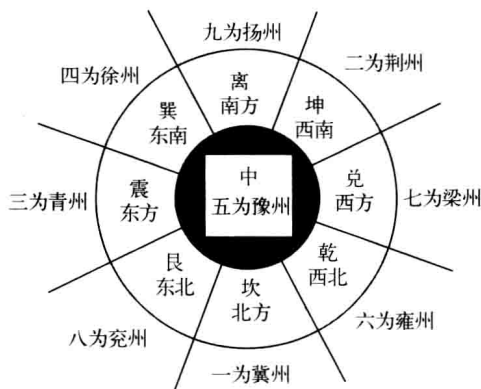 九为扬州
四为徐州
二为荆州
离
南方
巽
东南
坤
西南
中
五为豫州
三为青州
震
东方
兑
西方
七为梁州
艮
东北
乾
西北
坎
北方
八为兖州
六为雍州
一为冀州